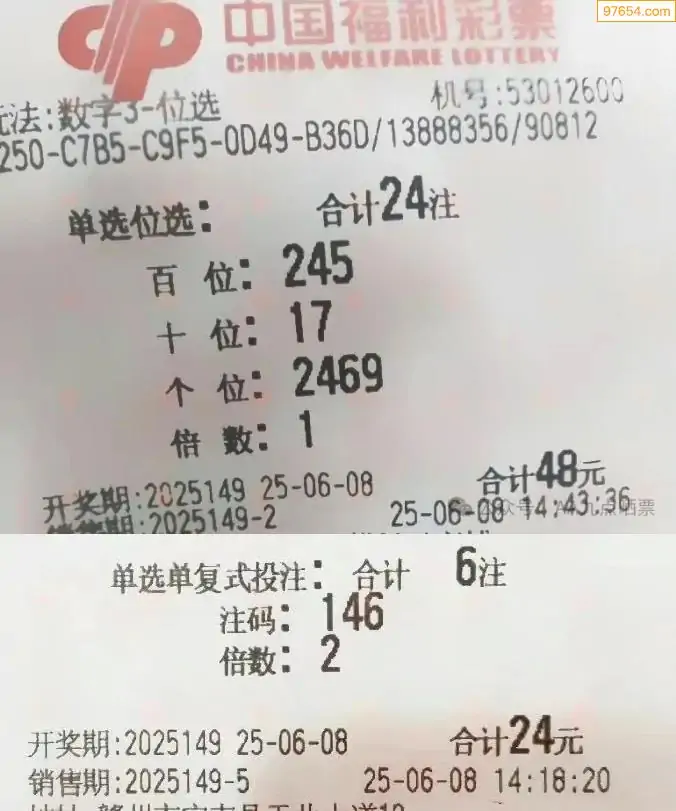 97654.com
中国福利彩票
CHINA WELFARE LOTTERY
玩法:数字3-位选
机号:53012600
250-C7B5-C9F5-0D49-B36D/13888356/90812
单选位选: 合计24注
百 位: 245
十 位: 17
个 位: 2469
倍 数: 1
合计48元
开奖期:2025149 25-06-08
销售期:2025149-2 25-06-08 14:43:36
单选单复式投注: 合计 6注
注码: 146
倍数: 2
开奖期:2025149 25-06-08 合计24元
销售期:2025149-5 25-06-08 14:18:20